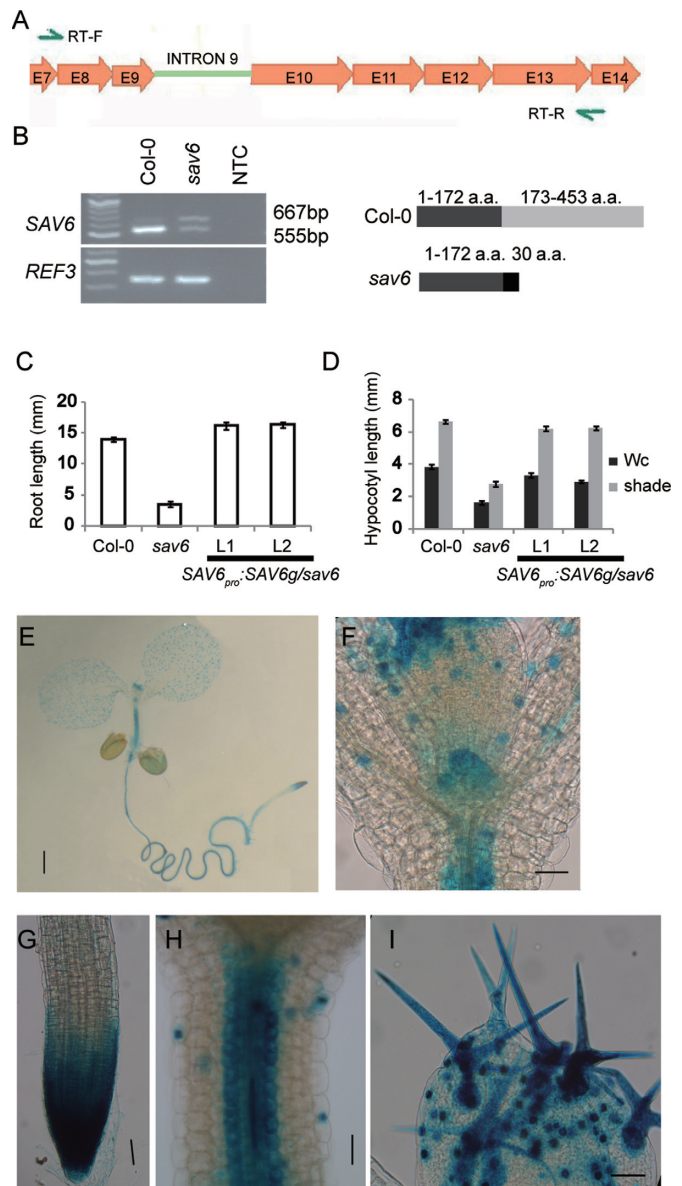 A
RT-F
INTRON 9
E7 E8 E9 E10 E11 E12 E13 E14
RT-R
B
Col-0 sav6 NTC
SAV6
667bp
555bp
REF3
1-172 a.a. 173-453 a.a.
Col-0
1-172 a.a. 30 a.a.
sav6
C
Root length (mm)
20
15
10
5
0
Col-0 sav6 L1 L2
SAV6pro:SAV6g/sav6
D
Hypocotyl length (mm)
8
6
4
2
0
Wc
shade
Col-0 sav6 L1 L2
SAV6pro:SAV6g/sav6
E
F
G
H
I